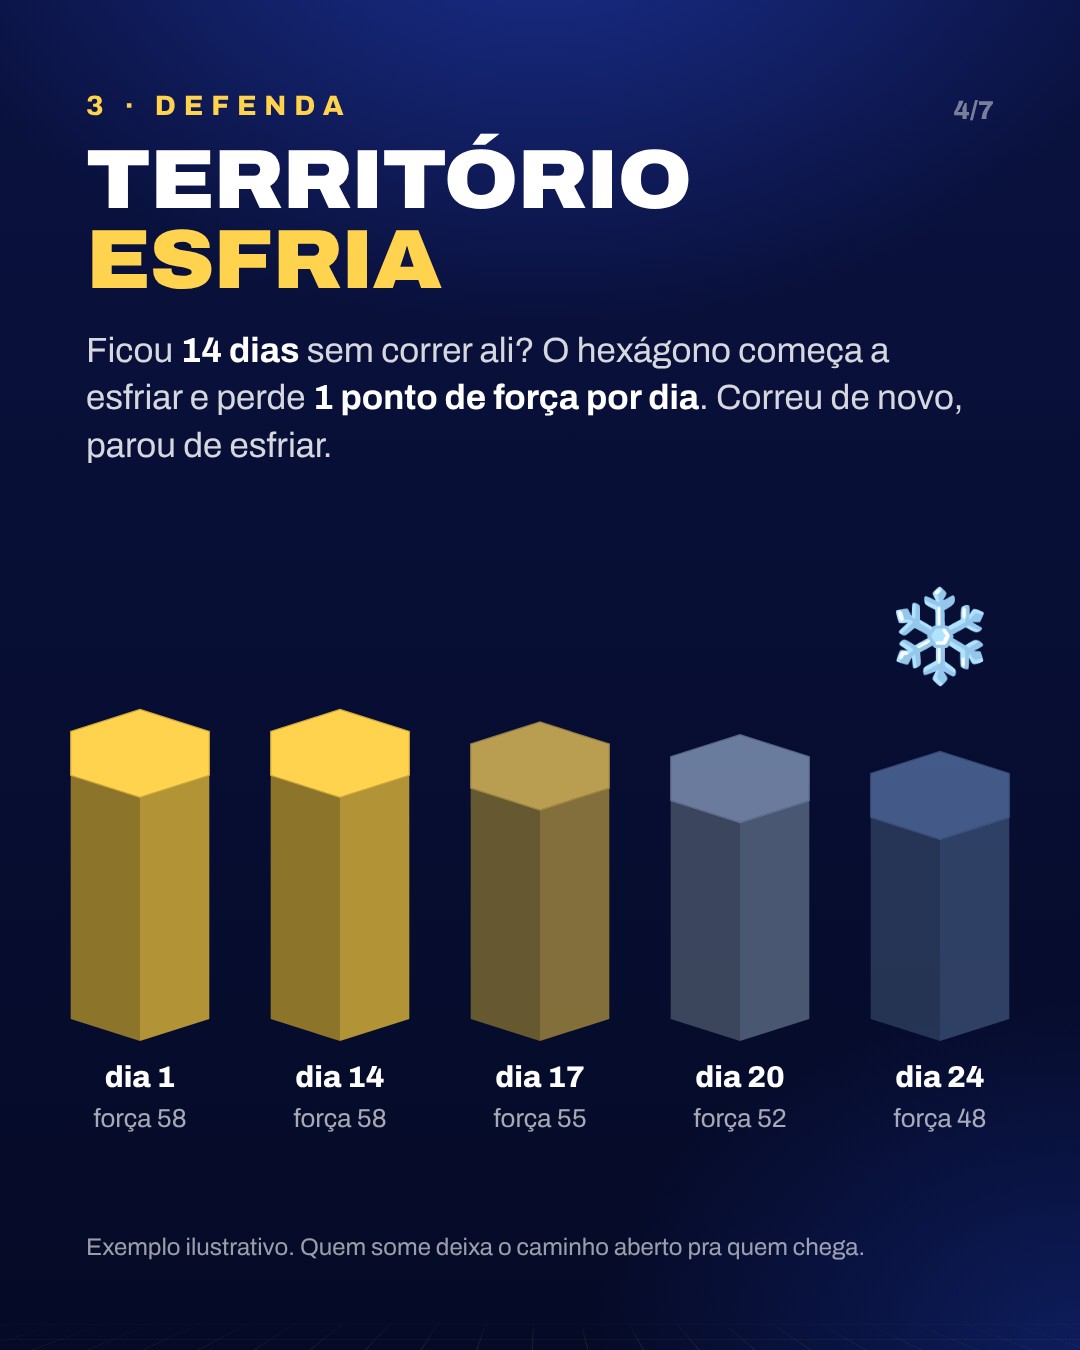 3 · DEFENDA
4/7
TERRITÓRIO
ESFRIA
Ficou 14 dias sem correr ali? O hexágono começa a
esfriar e perde 1 ponto de força por dia. Correu de novo,
parou de esfriar.
dia 1
força 58
dia 14
força 58
dia 17
força 55
dia 20
força 52
dia 24
força 48
Exemplo ilustrativo. Quem some deixa o caminho aberto pra quem chega.